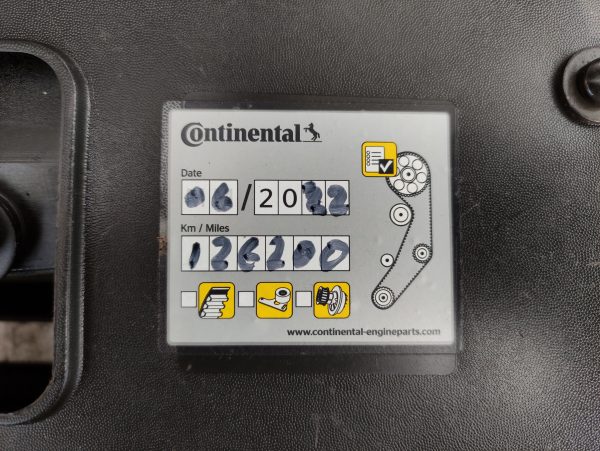 Continental
Date
06/2022
Km / Miles
126200
www.continental-engineparts.com